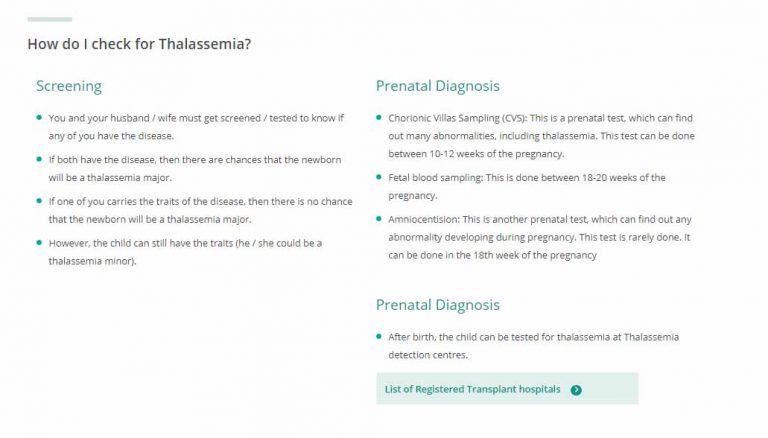 How do I check for Thalassemia?
Screening
You and your husband / wife must get screened / tested to know if
any of you have the disease.
If both have the disease, then there are chances that the newborn
will be a thalassemia major.
If one of you carries the traits of the disease, then there is no chance
that the newborn will be a thalassemia major.
However, the child can still have the traits (he / she could be a
thalassemia minor).
Prenatal Diagnosis
Chorionic Villas Sampling (CVS): This is a prenatal test, which can find
out many abnormalities, including thalassemia. This test can be done
between 10-12 weeks of the pregnancy.
Fetal blood sampling: This is done between 18-20 weeks of the
pregnancy.
Amniocentision: This is another prenatal test, which can find out any
abnormality developing during pregnancy. This test is rarely done. It
can be done in the 18th week of the pregnancy
Prenatal Diagnosis
After birth, the child can be tested for thalassemia at Thalassemia
detection centres.
List of Registered Transplant hospitals